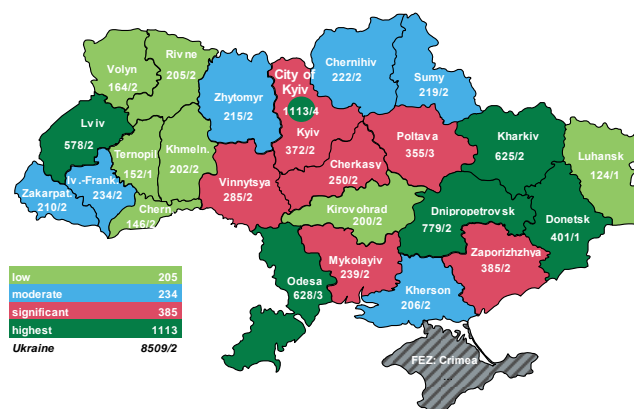 Volyn
164/2
Rivne
205/2
Zhytomyr
215/2
City of
Kyiv
1113/4
Kyiv
372/2
Chernihiv
222/2
Sumy
219/2
Lviv
578/2
Ternopil
152/1
Khmeln.
202/2
Poltava
355/3
Kharkiv
625/2
Luhansk
124/1
Zakarpat
210/2
Iv.-Frank
234/2
Chern
146/2
Vinnytsya
285/2
Cherkasy
250/2
Kirovohrad
200/2
Dnipropetrovsk
779/2
Donetsk
401/1
Zaporizhzhya
385/2
Mykolayiv
239/2
Odesa
628/3
Kherson
206/2
FEZ: Crimea
...
low 205
moderate 234
significant 385
highest 1113
Ukraine 8509/2